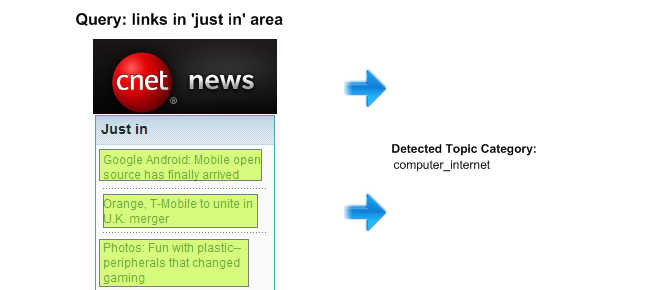 Query: links in 'just in' area
cnet news
®
Just in
Google Android: Mobile open
source has finally arrived
Orange, T-Mobile to unite in
U.K. merger
Photos: Fun with plastic--
peripherals that changed
gaming
Detected Topic Category:
computer_internet